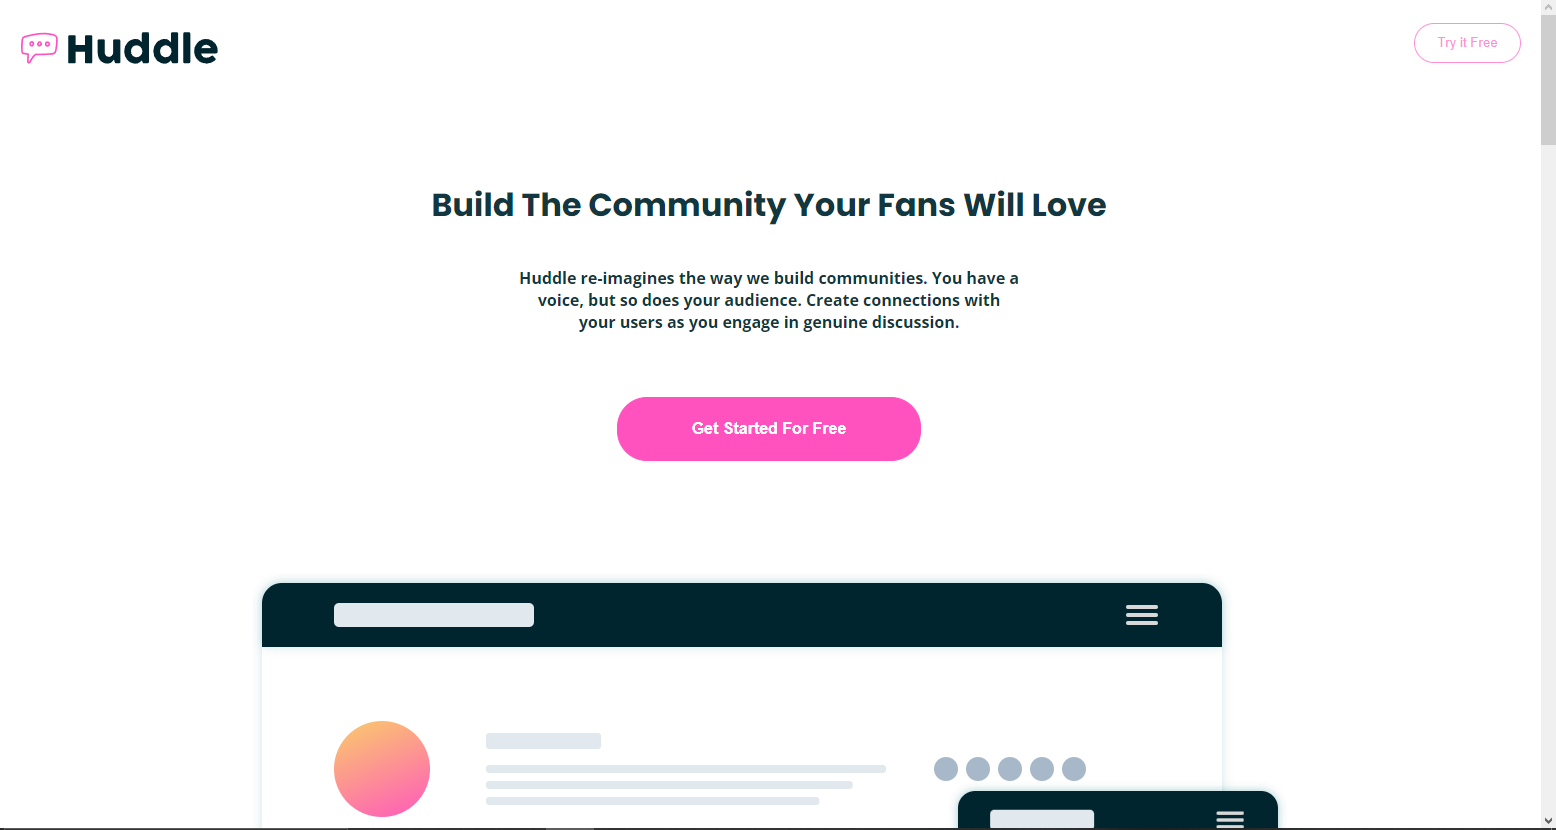 Huddle
Try it Free
Build The Community Your Fans Will Love
Huddle re-imagines the way we build communities. You have a
voice, but so does your audience. Create connections with
your users as you engage in genuine discussion.
Get Started For Free